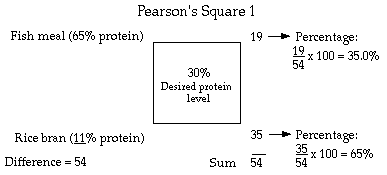 Pearson's Square 1
Fish meal (65% protein)
19
Percentage:
19/54 x 100 = 35.0%
30%
Desired protein
level
Rice bran (11% protein)
35
Percentage:
35/54 x 100 = 65%
Difference = 54
Sum 54